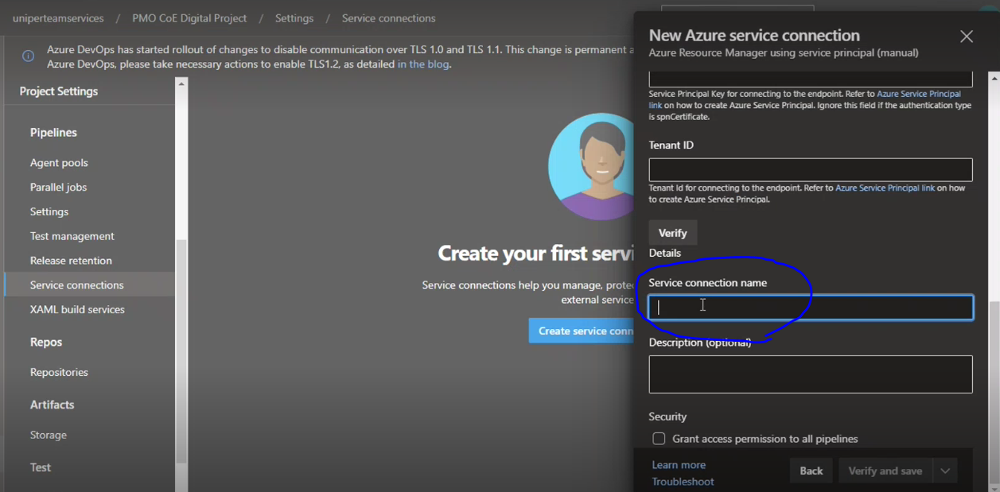 uniperteamservices / PMO CoE Digital Project / Settings / Service connections
Azure DevOps has started rollout of changes to disable communication over TLS 1.0 and TLS 1.1. This change is permanent a
Azure DevOps, please take necessary actions to enable TLS1.2, as detailed in the blog.
Project Settings
Pipelines
Agent pools
Parallel jobs
Settings
Test management
Release retention
Service connections
XAML build services
Repos
Repositories
Artifacts
Storage
Test
Create your first servi
Service connections help you manage, protec
external service
Create service conn
New Azure service connection
Azure Resource Manager using service principal (manual)
Service Principal Key for connecting to the endpoint. Refer to Azure Service Principal
link on how to create Azure Service Principal. Ignore this field if the authentication type
is spnCertificate.
Tenant ID
Tenant Id for connecting to the endpoint. Refer to Azure Service Principal link on how
to create Azure Service Principal.
Verify
Details
Service connection name
Description (optional)
Security
Grant access permission to all pipelines
Learn more
Troubleshoot
Back
Verify and save